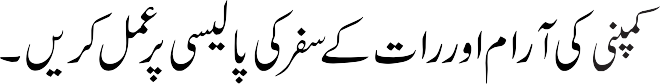 کمپنی کی آرام اور رات کے سفر کی پالیسی پر عمل کریں۔